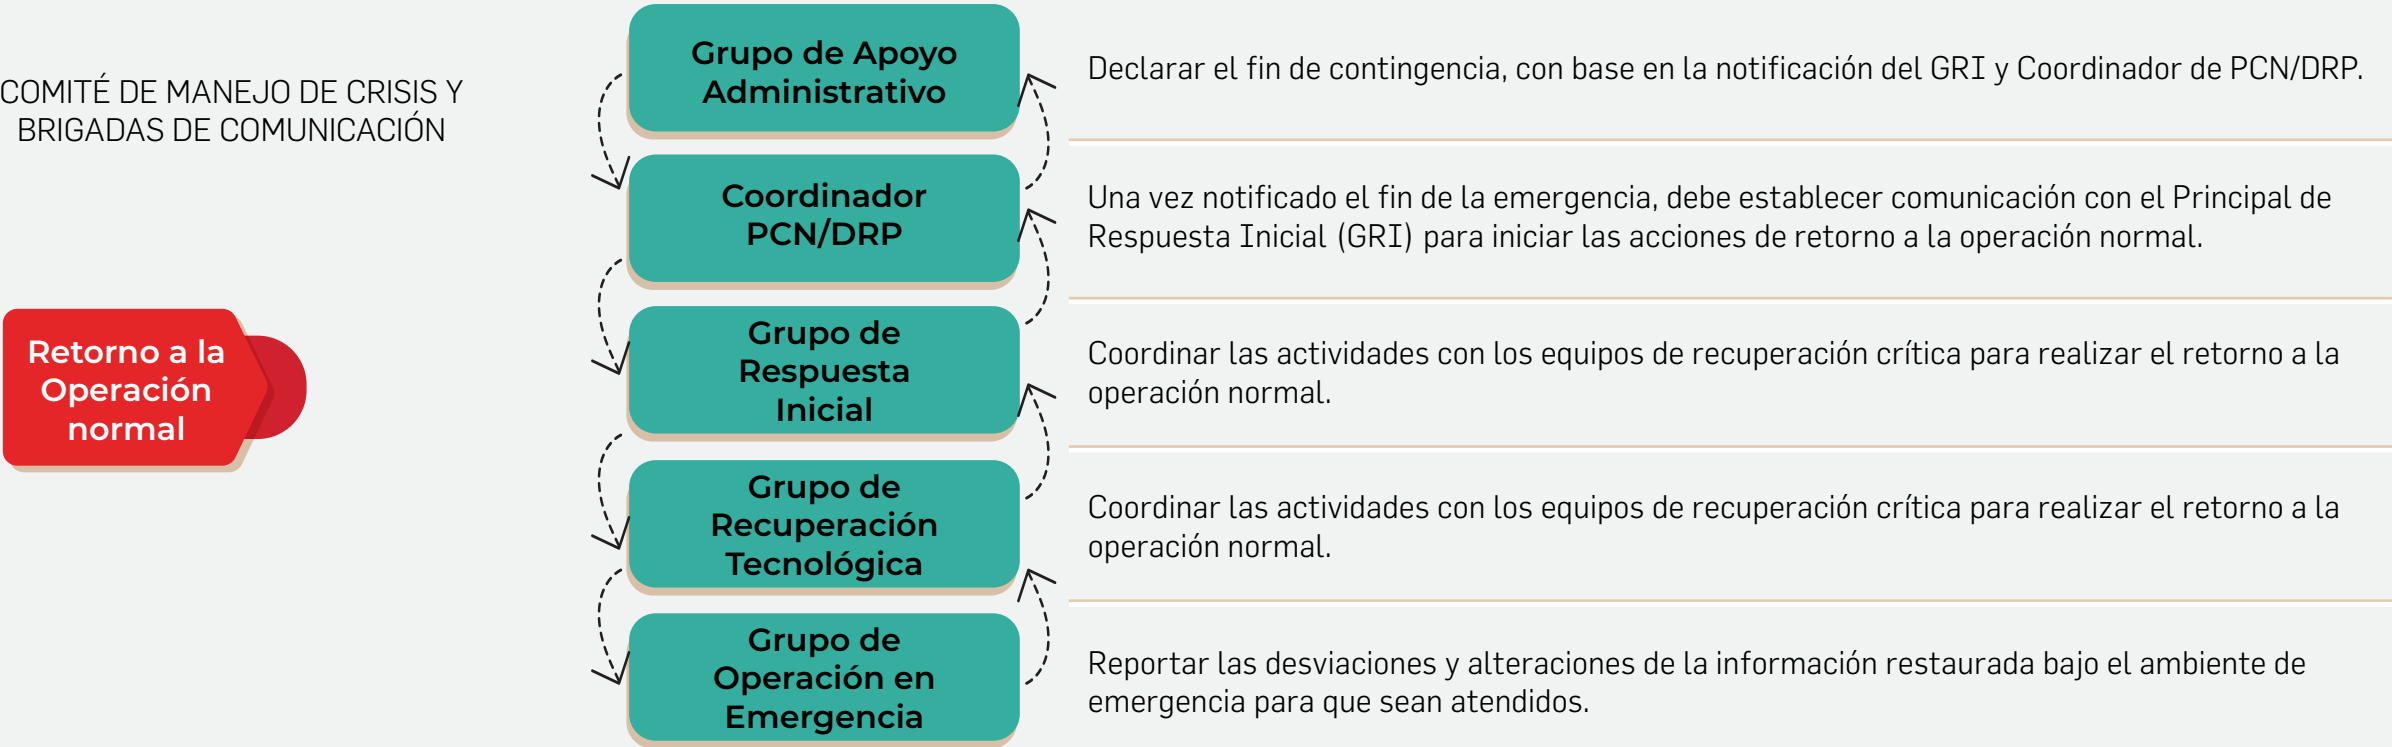 COMITÉ DE MANEJO DE CRISIS Y
BRIGADAS DE COMUNICACIÓN
Retorno a la
Operación
normal
Grupo de Apoyo
Administrativo
Declarar el fin de contingencia, con base en la notificación del GRI y Coordinador de PCN/DRP.
Coordinador
PCN/DRP
Una vez notificado el fin de la emergencia, debe establecer comunicación con el Principal de
Respuesta Inicial (GRI) para iniciar las acciones de retorno a la operación normal.
Grupo de
Respuesta
Inicial
Coordinar las actividades con los equipos de recuperación crítica para realizar el retorno a la
operación normal.
Grupo de
Recuperación
Tecnológica
Coordinar las actividades con los equipos de recuperación crítica para realizar el retorno a la
operación normal.
Grupo de
Operación en
Emergencia
Reportar las desviaciones y alteraciones de la información restaurada bajo el ambiente de
emergencia para que sean atendidos.